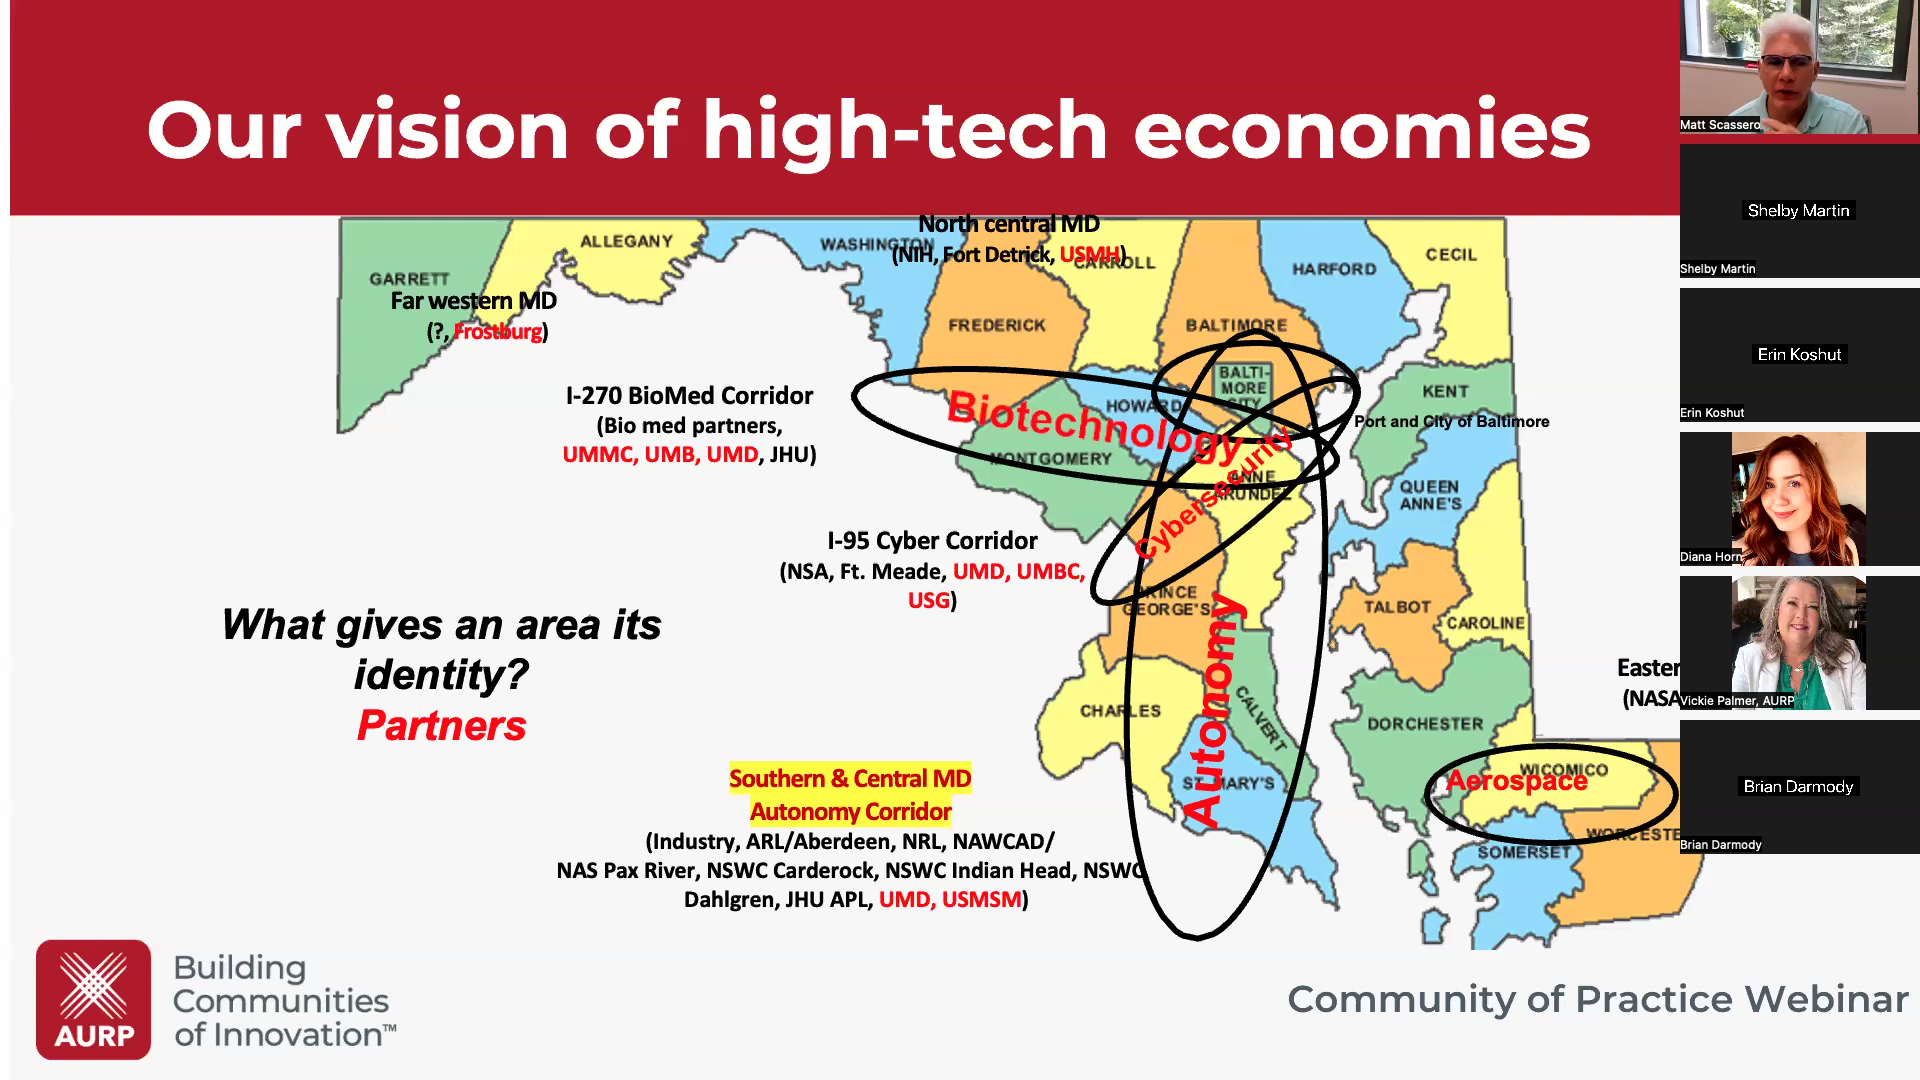 Our vision of high-tech economies
North central MD
(NIH, Fort Detrick, USMH)
GARRETT
ALLEGANY
WASHINGTON
CARROLL
HARFORD
CECIL
Far western MD
(?, Frostburg)
FREDERICK
BALTIMORE
I-270 BioMed Corridor
(Bio med partners,
UMMC, UMB, UMD, JHU)
BALTI-
MORE
CITY
HOWARD
KENT
Biotechnology
Port and City of Baltimore
MONTGOMERY
Cybersecurity
ANNE
ARUNDEL
QUEEN
ANNE'S
I-95 Cyber Corridor
(NSA, Ft. Meade, UMD, UMBC,
USG)
PRINCE
GEORGE'S
TALBOT
CAROLINE
What gives an area its
identity?
Partners
Autonomy
CHARLES
CALVERT
ST. MARY'S
DORCHESTER
Easter
(NASA
WICOMICO
Aerospace
WORCESTE
SOMERSET
Southern & Central MD
Autonomy Corridor
(Industry, ARL/Aberdeen, NRL, NAWCAD/
NAS Pax River, NSWC Carderock, NSWC Indian Head, NSWC
Dahlgren, JHU APL, UMD, USMSM)
AURP
Building
Communities
of Innovation™
Community of Practice Webinar
Matt Scassero
Shelby Martin
Shelby Martin
Erin Koshut
Erin Koshut
Diana Horn
Vickie Palmer, AURP
Brian Darmody
Brian Darmody